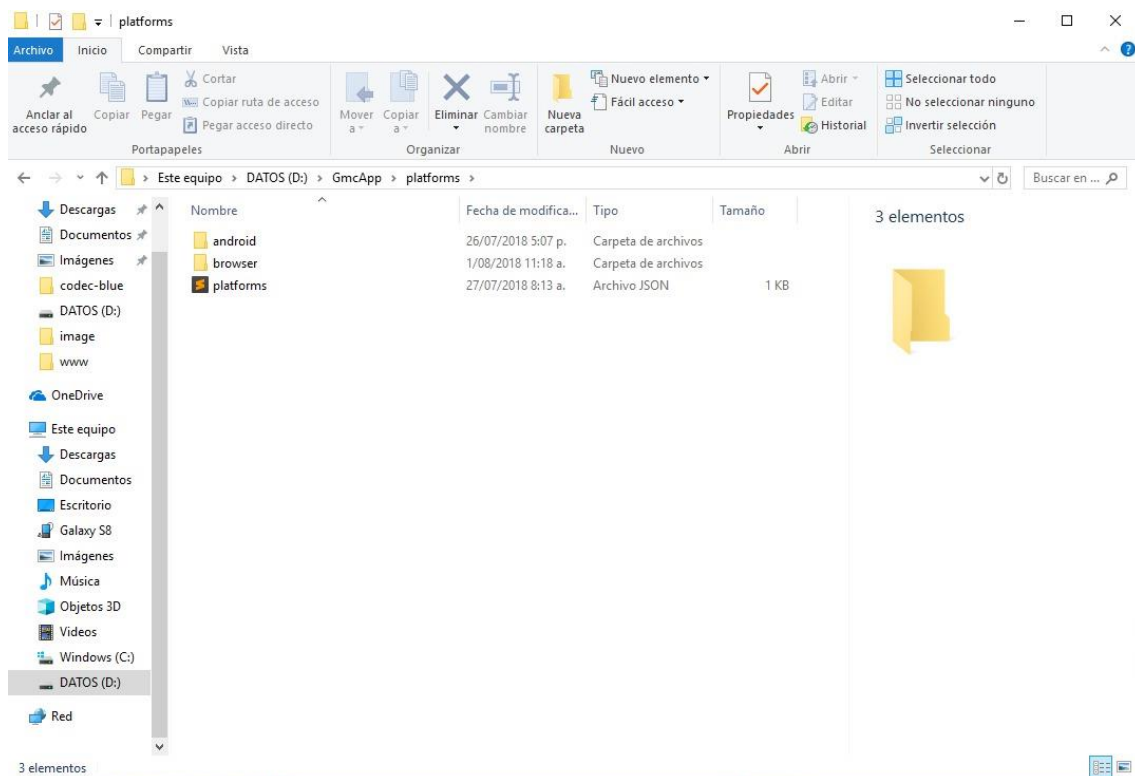 platforms
Archivo Inicio Compartir Vista
Anclar al acceso rápido
Copiar
Pegar
Cortar
Copiar ruta de acceso
Pegar acceso directo
Portapapeles
Mover a
Copiar a
Eliminar
Cambiar nombre
Organizar
Nueva carpeta
Nuevo elemento
Fácil acceso
Nuevo
Propiedades
Abrir
Editar
Historial
Abrir
Seleccionar todo
No seleccionar ninguno
Invertir selección
Seleccionar
Este equipo > DATOS (D:) > GmcApp > platforms >
Buscar en ...
Descargas
Documentos
Imágenes
codec-blue
DATOS (D:)
image
www
OneDrive
Este equipo
Descargas
Documentos
Escritorio
Galaxy S8
Imágenes
Música
Objetos 3D
Videos
Windows (C:)
DATOS (D:)
Red
Nombre Fecha de modifica... Tipo Tamaño
android 26/07/2018 5:07 p. Carpeta de archivos
browser 1/08/2018 11:18 a. Carpeta de archivos
platforms 27/07/2018 8:13 a. Archivo JSON 1 KB
3 elementos
3 elementos